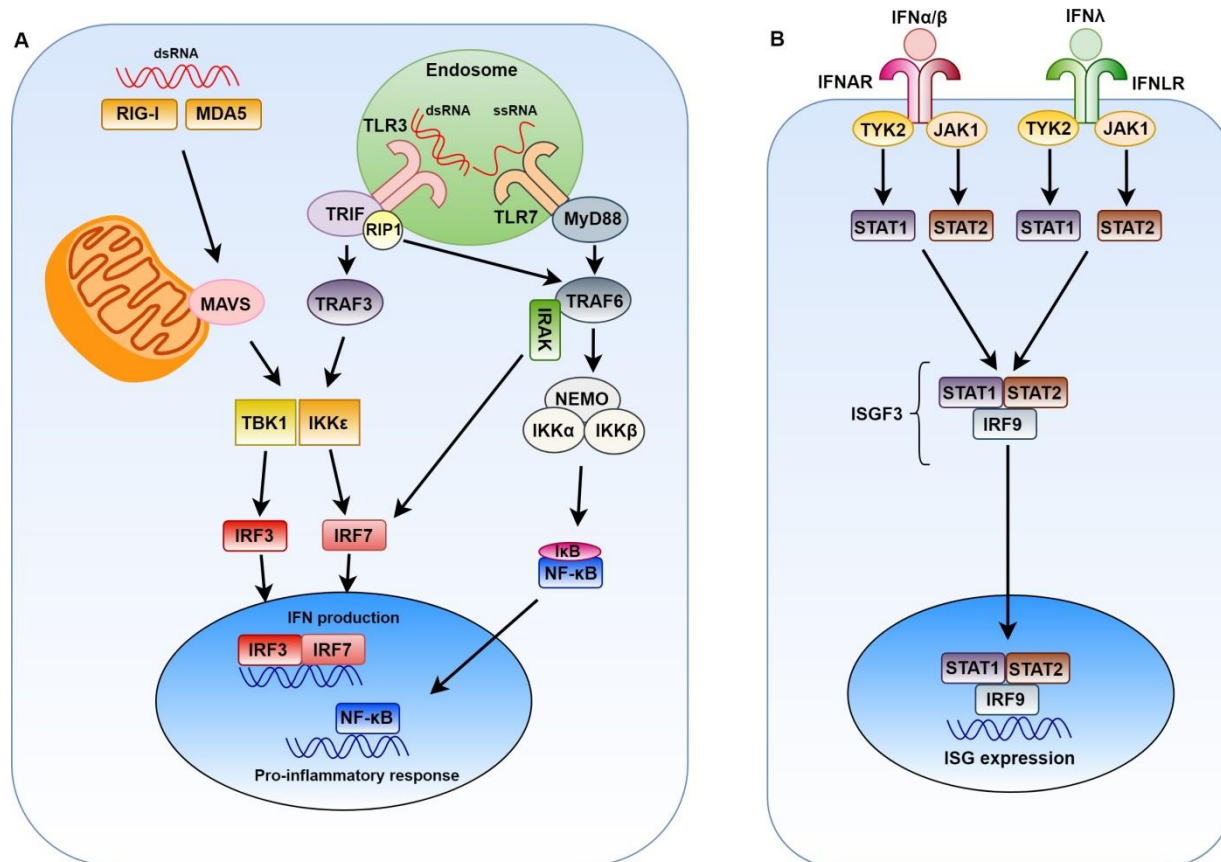 A
dsRNA
RIG-I MDA5
Endosome
dsRNA ssRNA
TLR3
TLR7
TRIF
RIP1
MyD88
MAVS
TRAF3
TRAF6
IRAK
TBK1 IKKε
NEMO
IKKα IKKβ
IRF3 IRF7
IκB
NF-κB
IFN production
IRF3 IRF7
NF-κB
Pro-inflammatory response
B
IFNα/β IFNλ
IFNAR IFNLR
TYK2 JAK1 TYK2 JAK1
STAT1 STAT2 STAT1 STAT2
ISGF3
STAT1 STAT2
IRF9
STAT1 STAT2
IRF9
ISG expression